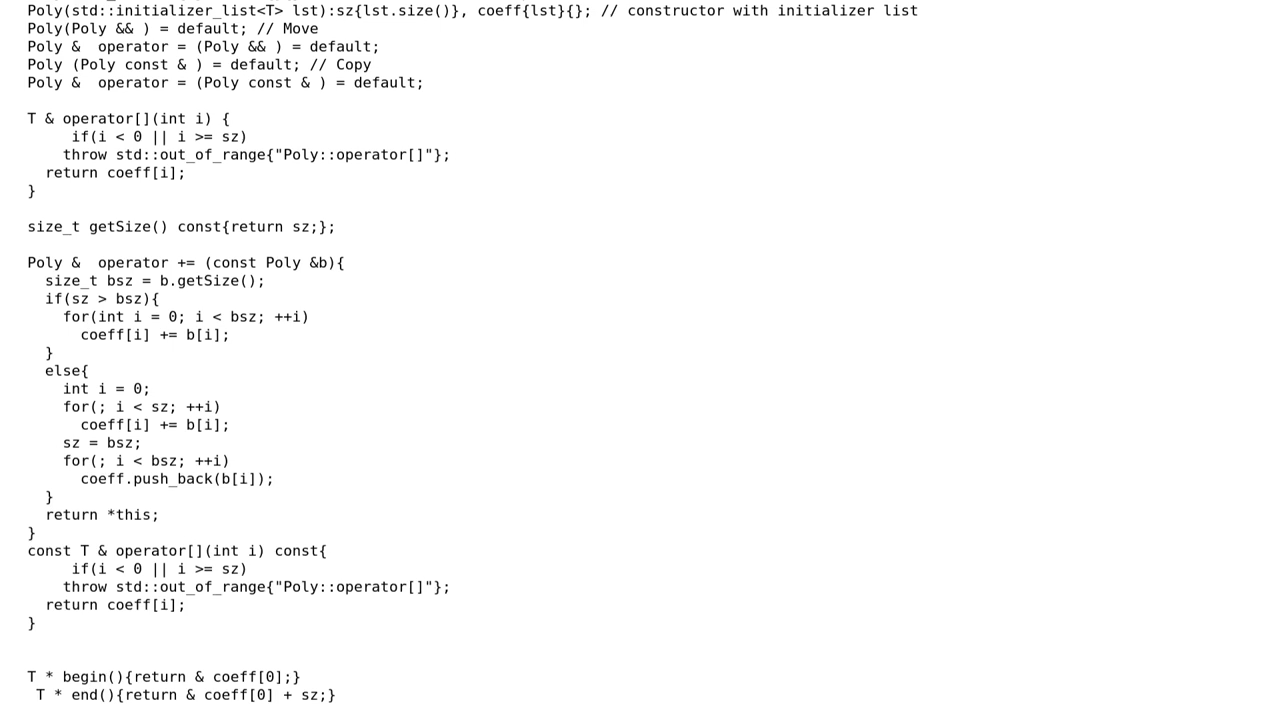 Poly(std::initializer_list<T> lst):sz{lst.size()}, coeff{lst}{}; // constructor with initializer list
Poly(Poly && ) = default; // Move
Poly &  operator = (Poly && ) = default;
Poly (Poly const & ) = default; // Copy
Poly &  operator = (Poly const & ) = default;

T & operator[](int i) {
     if(i < 0 || i >= sz)
    throw std::out_of_range{"Poly::operator[]"};
  return coeff[i];
}

size_t getSize() const{return sz;};

Poly &  operator += (const Poly &b){
  size_t bsz = b.getSize();
  if(sz > bsz){
    for(int i = 0; i < bsz; ++i)
      coeff[i] += b[i];
  }
  else{
    int i = 0;
    for(; i < sz; ++i)
      coeff[i] += b[i];
    sz = bsz;
    for(; i < bsz; ++i)
      coeff.push_back(b[i]);
  }
  return *this;
}
const T & operator[](int i) const{
     if(i < 0 || i >= sz)
    throw std::out_of_range{"Poly::operator[]"};
  return coeff[i];
}


T * begin(){return & coeff[0];}
 T * end(){return & coeff[0] + sz;}